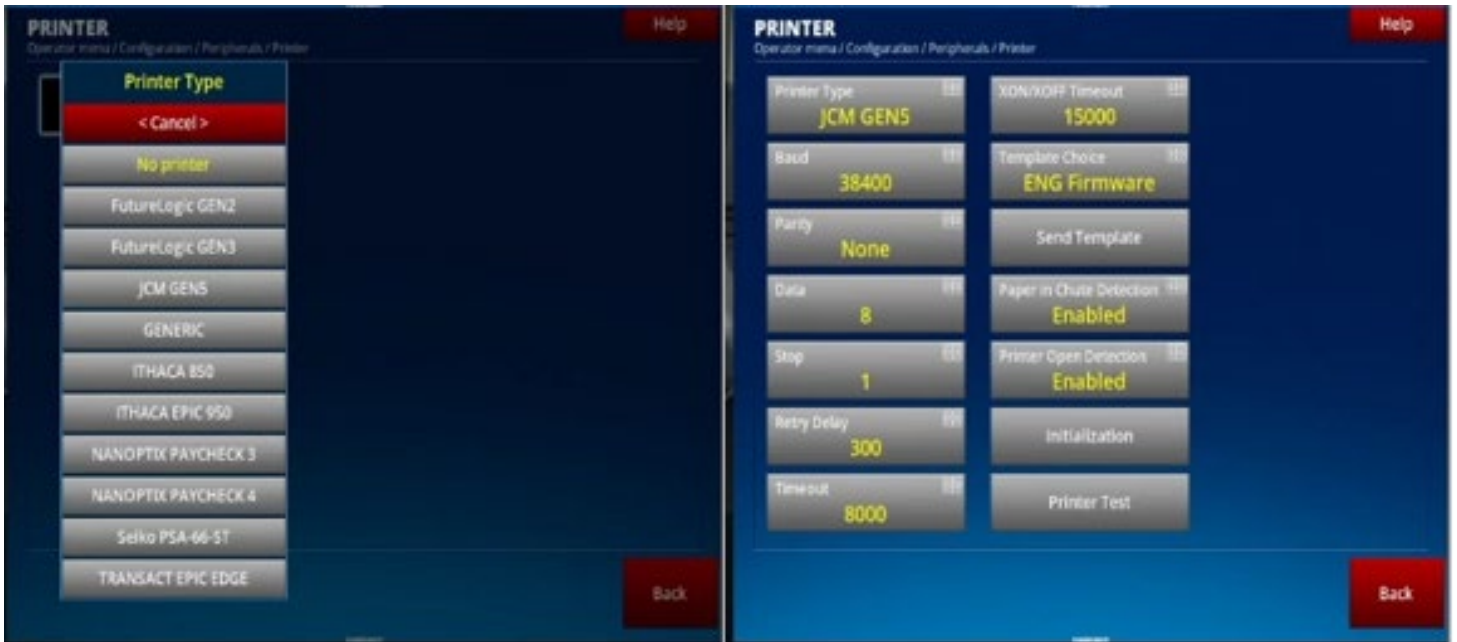 PRINTER
Help
Operator menu / Configuration / Peripherals / Printer
Printer Type
< Cancel >
No printer
FutureLogic GEN2
FutureLogic GEN3
JCM GEN5
GENERIC
ITHACA 850
ITHACA EPIC 950
NANOPTIX PAYCHECK 3
NANOPTIX PAYCHECK 4
Seiko PSA-66-ST
TRANSACT EPIC EDGE
Back
PRINTER
Help
Operator menu / Configuration / Peripherals / Printer
Printer Type
JCM GEN5
XON/XOFF Timeout
15000
Baud
38400
Template Choice
ENG Firmware
Parity
None
Send Template
Data
8
Paper in Chute Detection
Enabled
Stop
1
Printer Open Detection
Enabled
Retry Delay
300
Initialization
Timeout
8000
Printer Test
Back